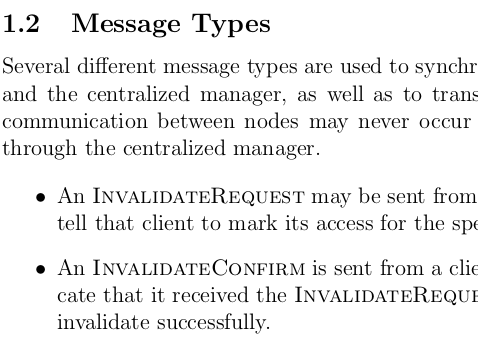 1.2 Message Types
Several different message types are used to synchr
and the centralized manager, as well as to trans
communication between nodes may never occur
through the centralized manager.
• An InvalidateRequest may be sent from
tell that client to mark its access for the spe
• An InvalidateConfirm is sent from a clie
cate that it received the InvalidateReque
invalidate successfully.